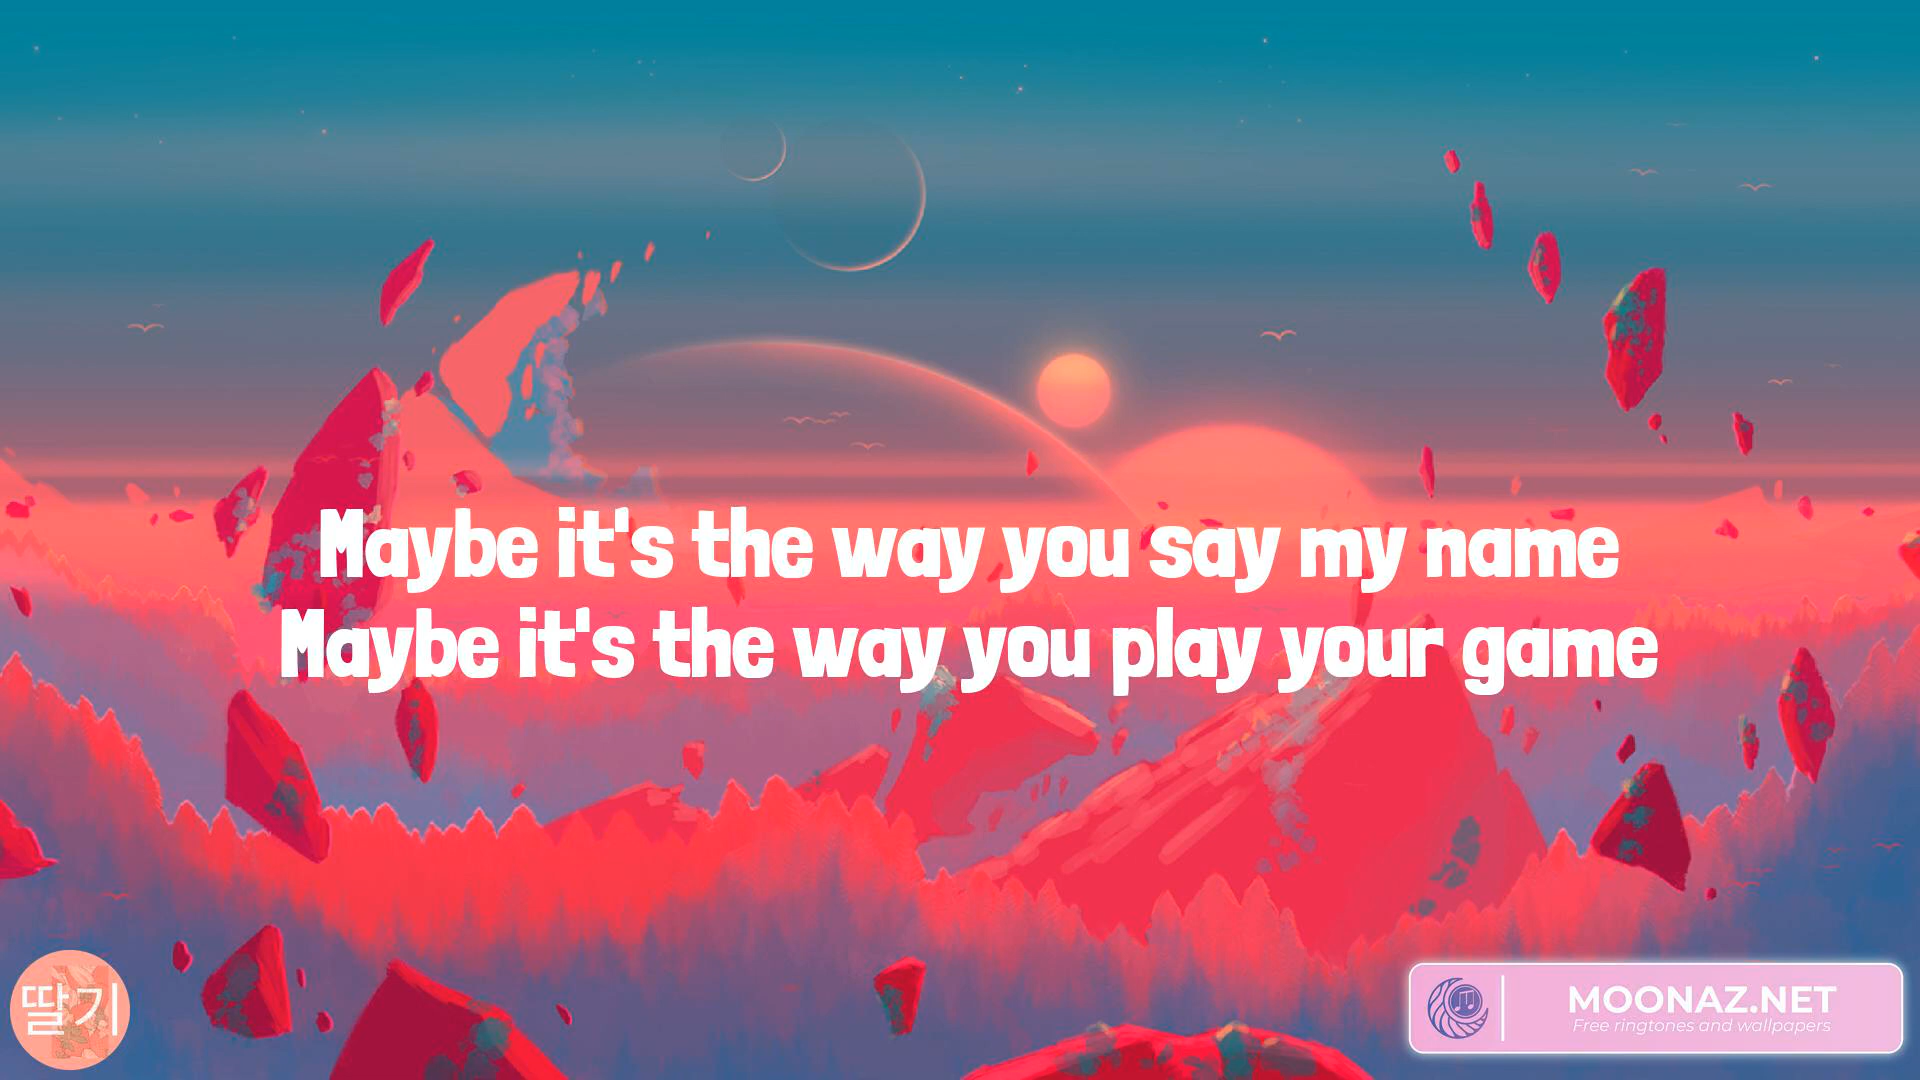 Maybe it's the way you say my name
Maybe it's the way you play your game
딸기
MOONAZ.NET
Free ringtones and wallpapers